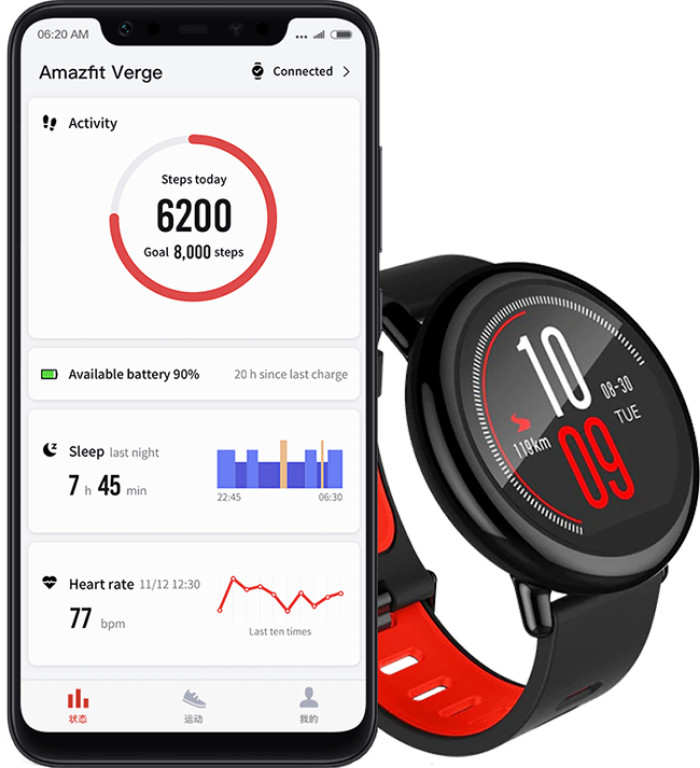 06:20 AM
Amazfit Verge
Connected
Activity
Steps today
6200
Goal 8,000 steps
Available battery 90%
20 h since last charge
Sleep last night
7 h 45 min
22:45
06:30
Heart rate 11/12 12:30
77 bpm
Last ten times
状态
运动
我的
10
08-30
TUE
119km
09